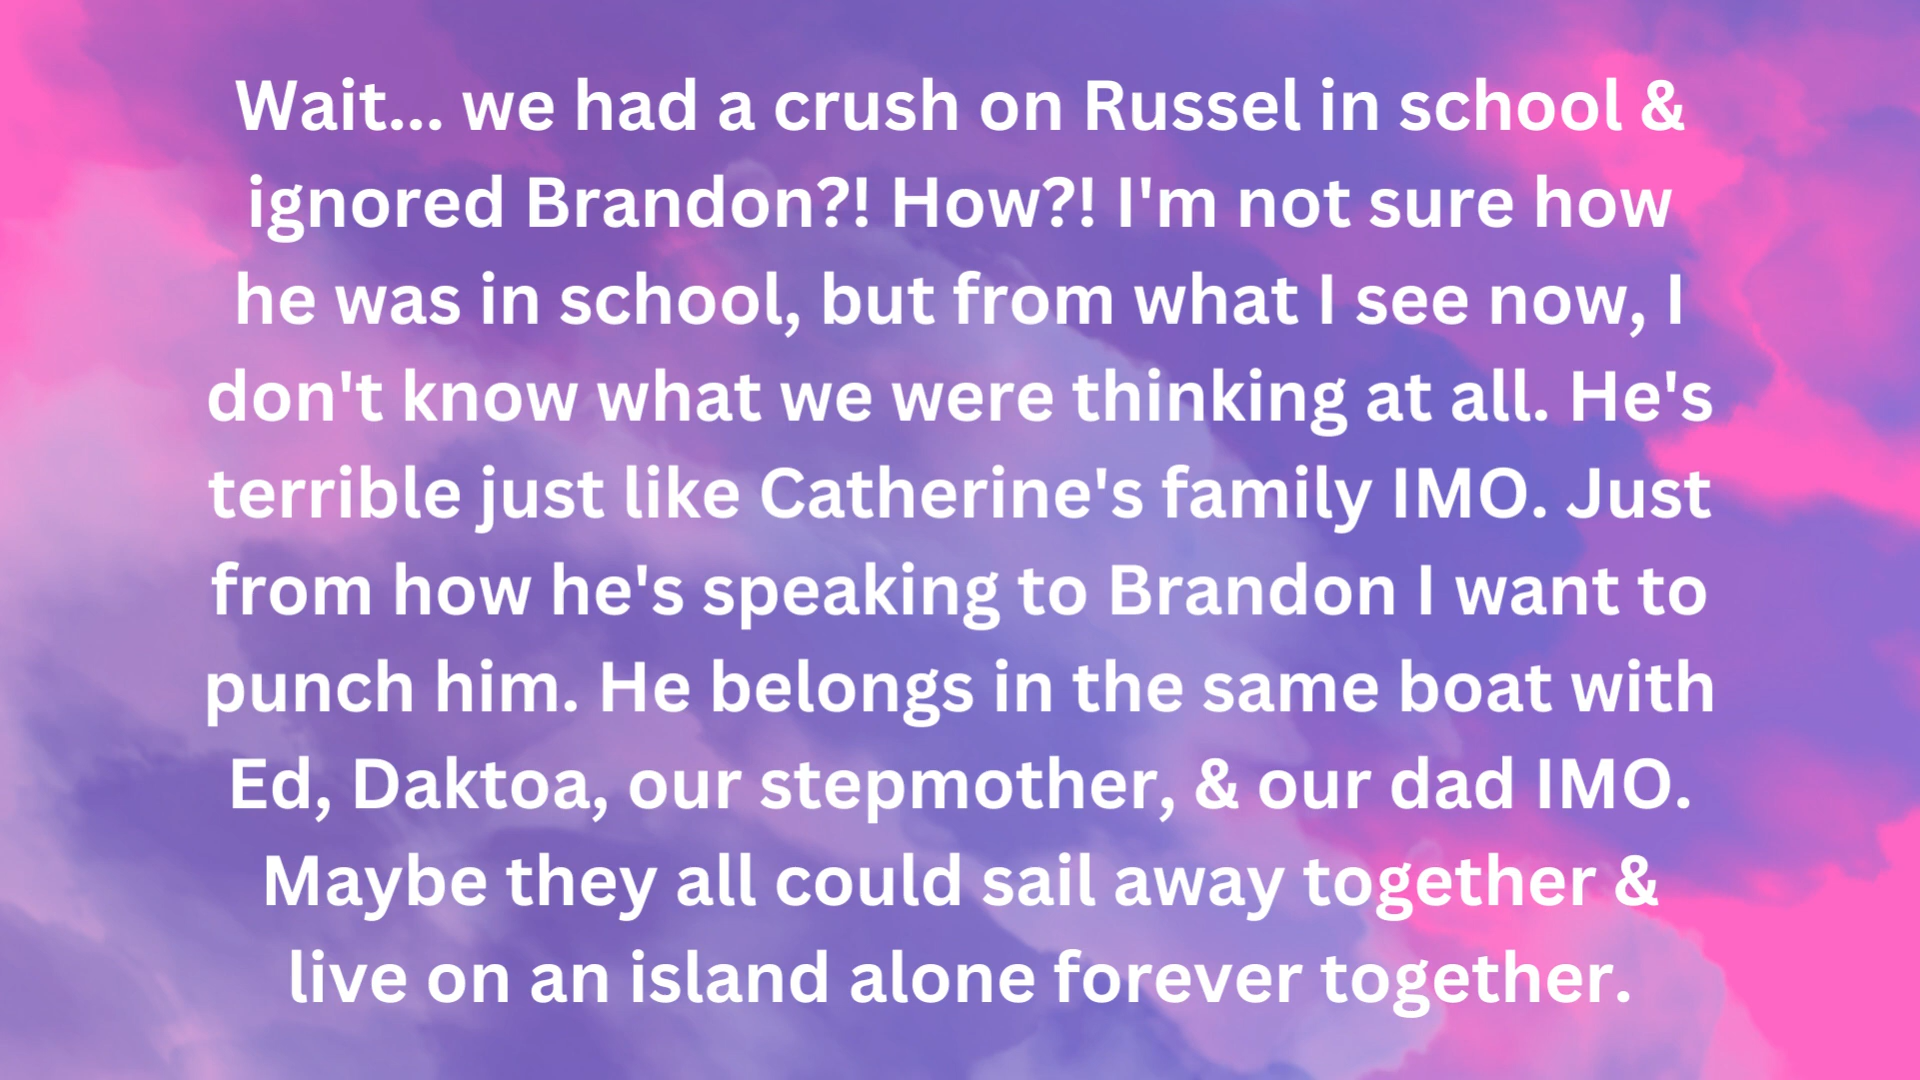 Wait... we had a crush on Russel in school &
ignored Brandon?! How?! I'm not sure how
he was in school, but from what I see now, I
don't know what we were thinking at all. He's
terrible just like Catherine's family IMO. Just
from how he's speaking to Brandon I want to
punch him. He belongs in the same boat with
Ed, Daktoa, our stepmother, & our dad IMO.
Maybe they all could sail away together &
live on an island alone forever together.